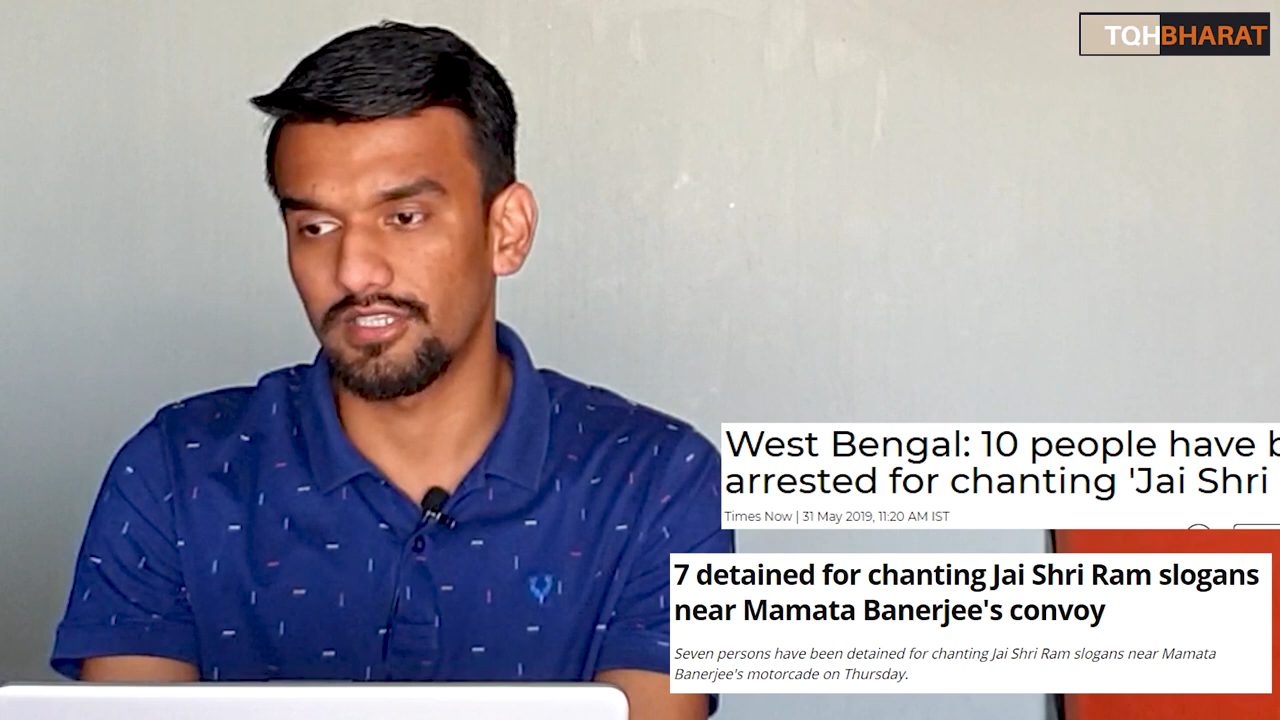 TQHBHARAT
West Bengal: 10 people have b
arrested for chanting 'Jai Shri
Times Now | 31 May 2019, 11:20 AM IST
7 detained for chanting Jai Shri Ram slogans
near Mamata Banerjee's convoy
Seven persons have been detained for chanting Jai Shri Ram slogans near Mamata
Banerjee's motorcade on Thursday.